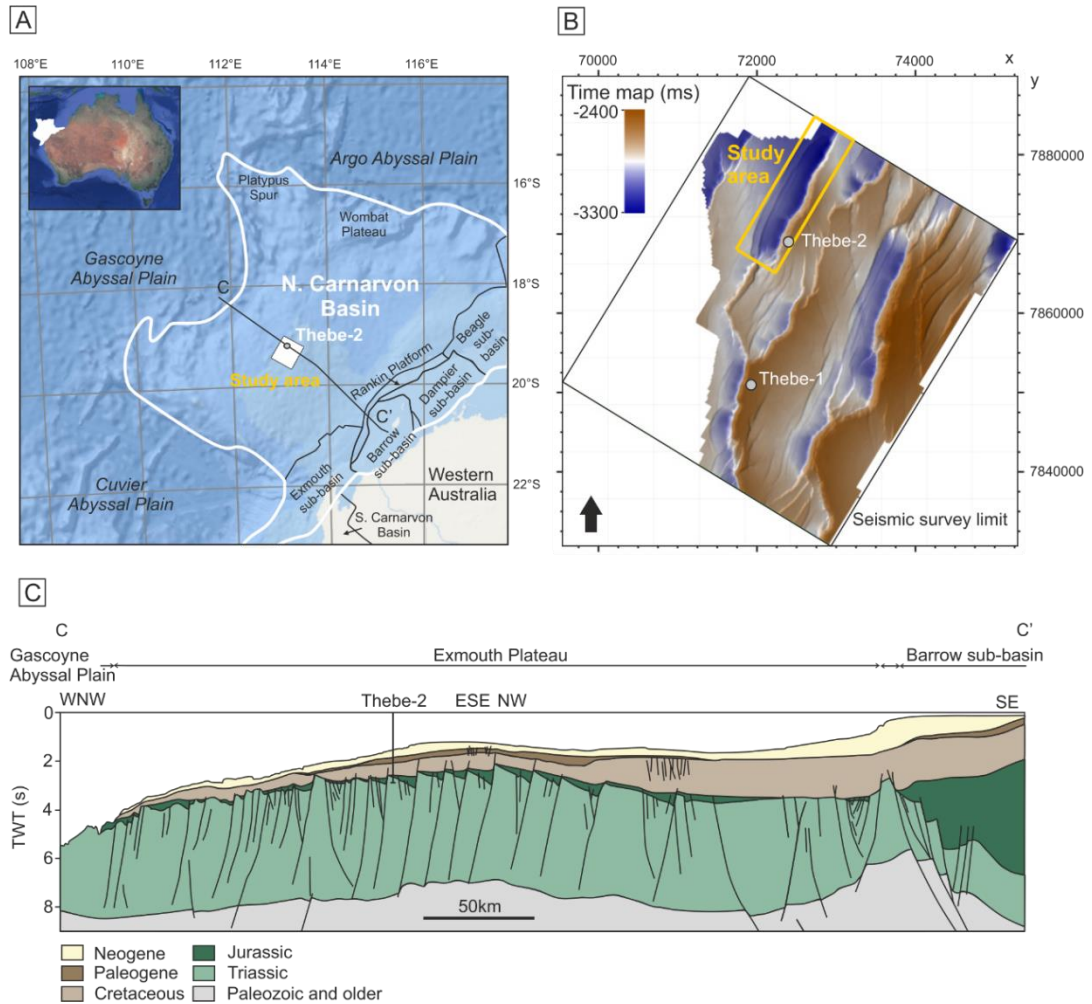 A
108°E 110°E 112°E 114°E 116°E
Argo Abyssal Plain
Platypus
Spur
16°S
Wombat
Plateau
Gascoyne
Abyssal Plain
C
18°S
N. Carnarvon
Basin
Thebe-2
Study area
Rankin Platform
Beagle
sub-
basin
Dampier
sub-basin
20°S
C'
Barrow
sub-basin
Exmouth
sub-basin
Western
Australia
Cuvier
Abyssal Plain
22°S
S. Carnarvon
Basin
B
70000 72000 74000 x
y
Time map (ms)
-2400
-3300
Study
area
7880000
Thebe-2
7860000
Thebe-1
7840000
Seismic survey limit
C
C C'
Gascoyne
Abyssal Plain
Exmouth Plateau
Barrow sub-basin
WNW Thebe-2 ESE NW SE
0
2
4
6
8
TWT (s)
50km
Neogene Jurassic
Paleogene Triassic
Cretaceous Paleozoic and older